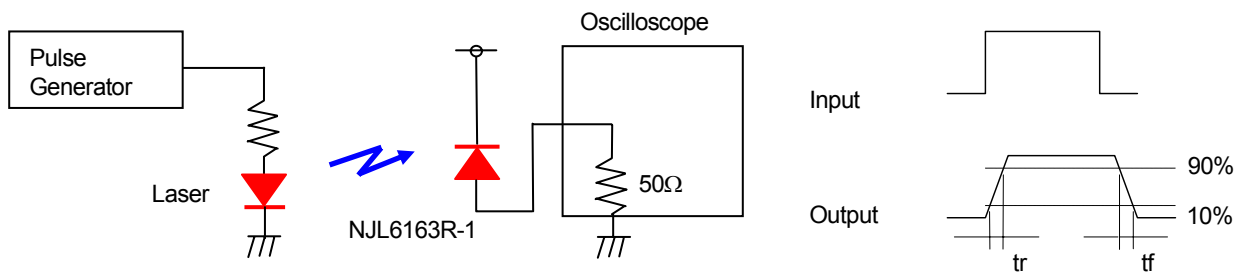 Pulse
Generator
Laser
NJL6163R-1
Oscilloscope
50Ω
Input
Output
90%
10%
tr
tf